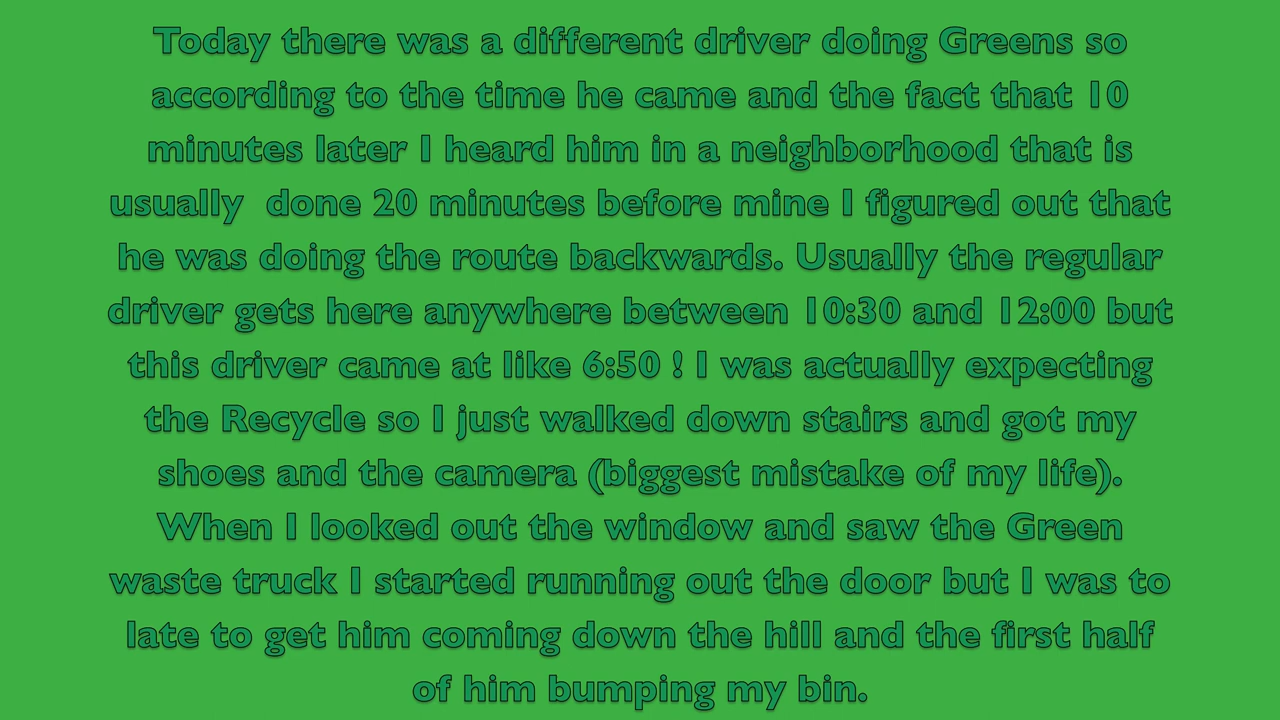 Today there was a different driver doing Greens so
according to the time he came and the fact that 10
minutes later I heard him in a neighborhood that is
usually  done 20 minutes before mine I figured out that
he was doing the route backwards. Usually the regular
driver gets here anywhere between 10:30 and 12:00 but
this driver came at like 6:50 ! I was actually expecting
the Recycle so I just walked down stairs and got my
shoes and the camera (biggest mistake of my life).
When I looked out the window and saw the Green
waste truck I started running out the door but I was to
late to get him coming down the hill and the first half
of him bumping my bin.